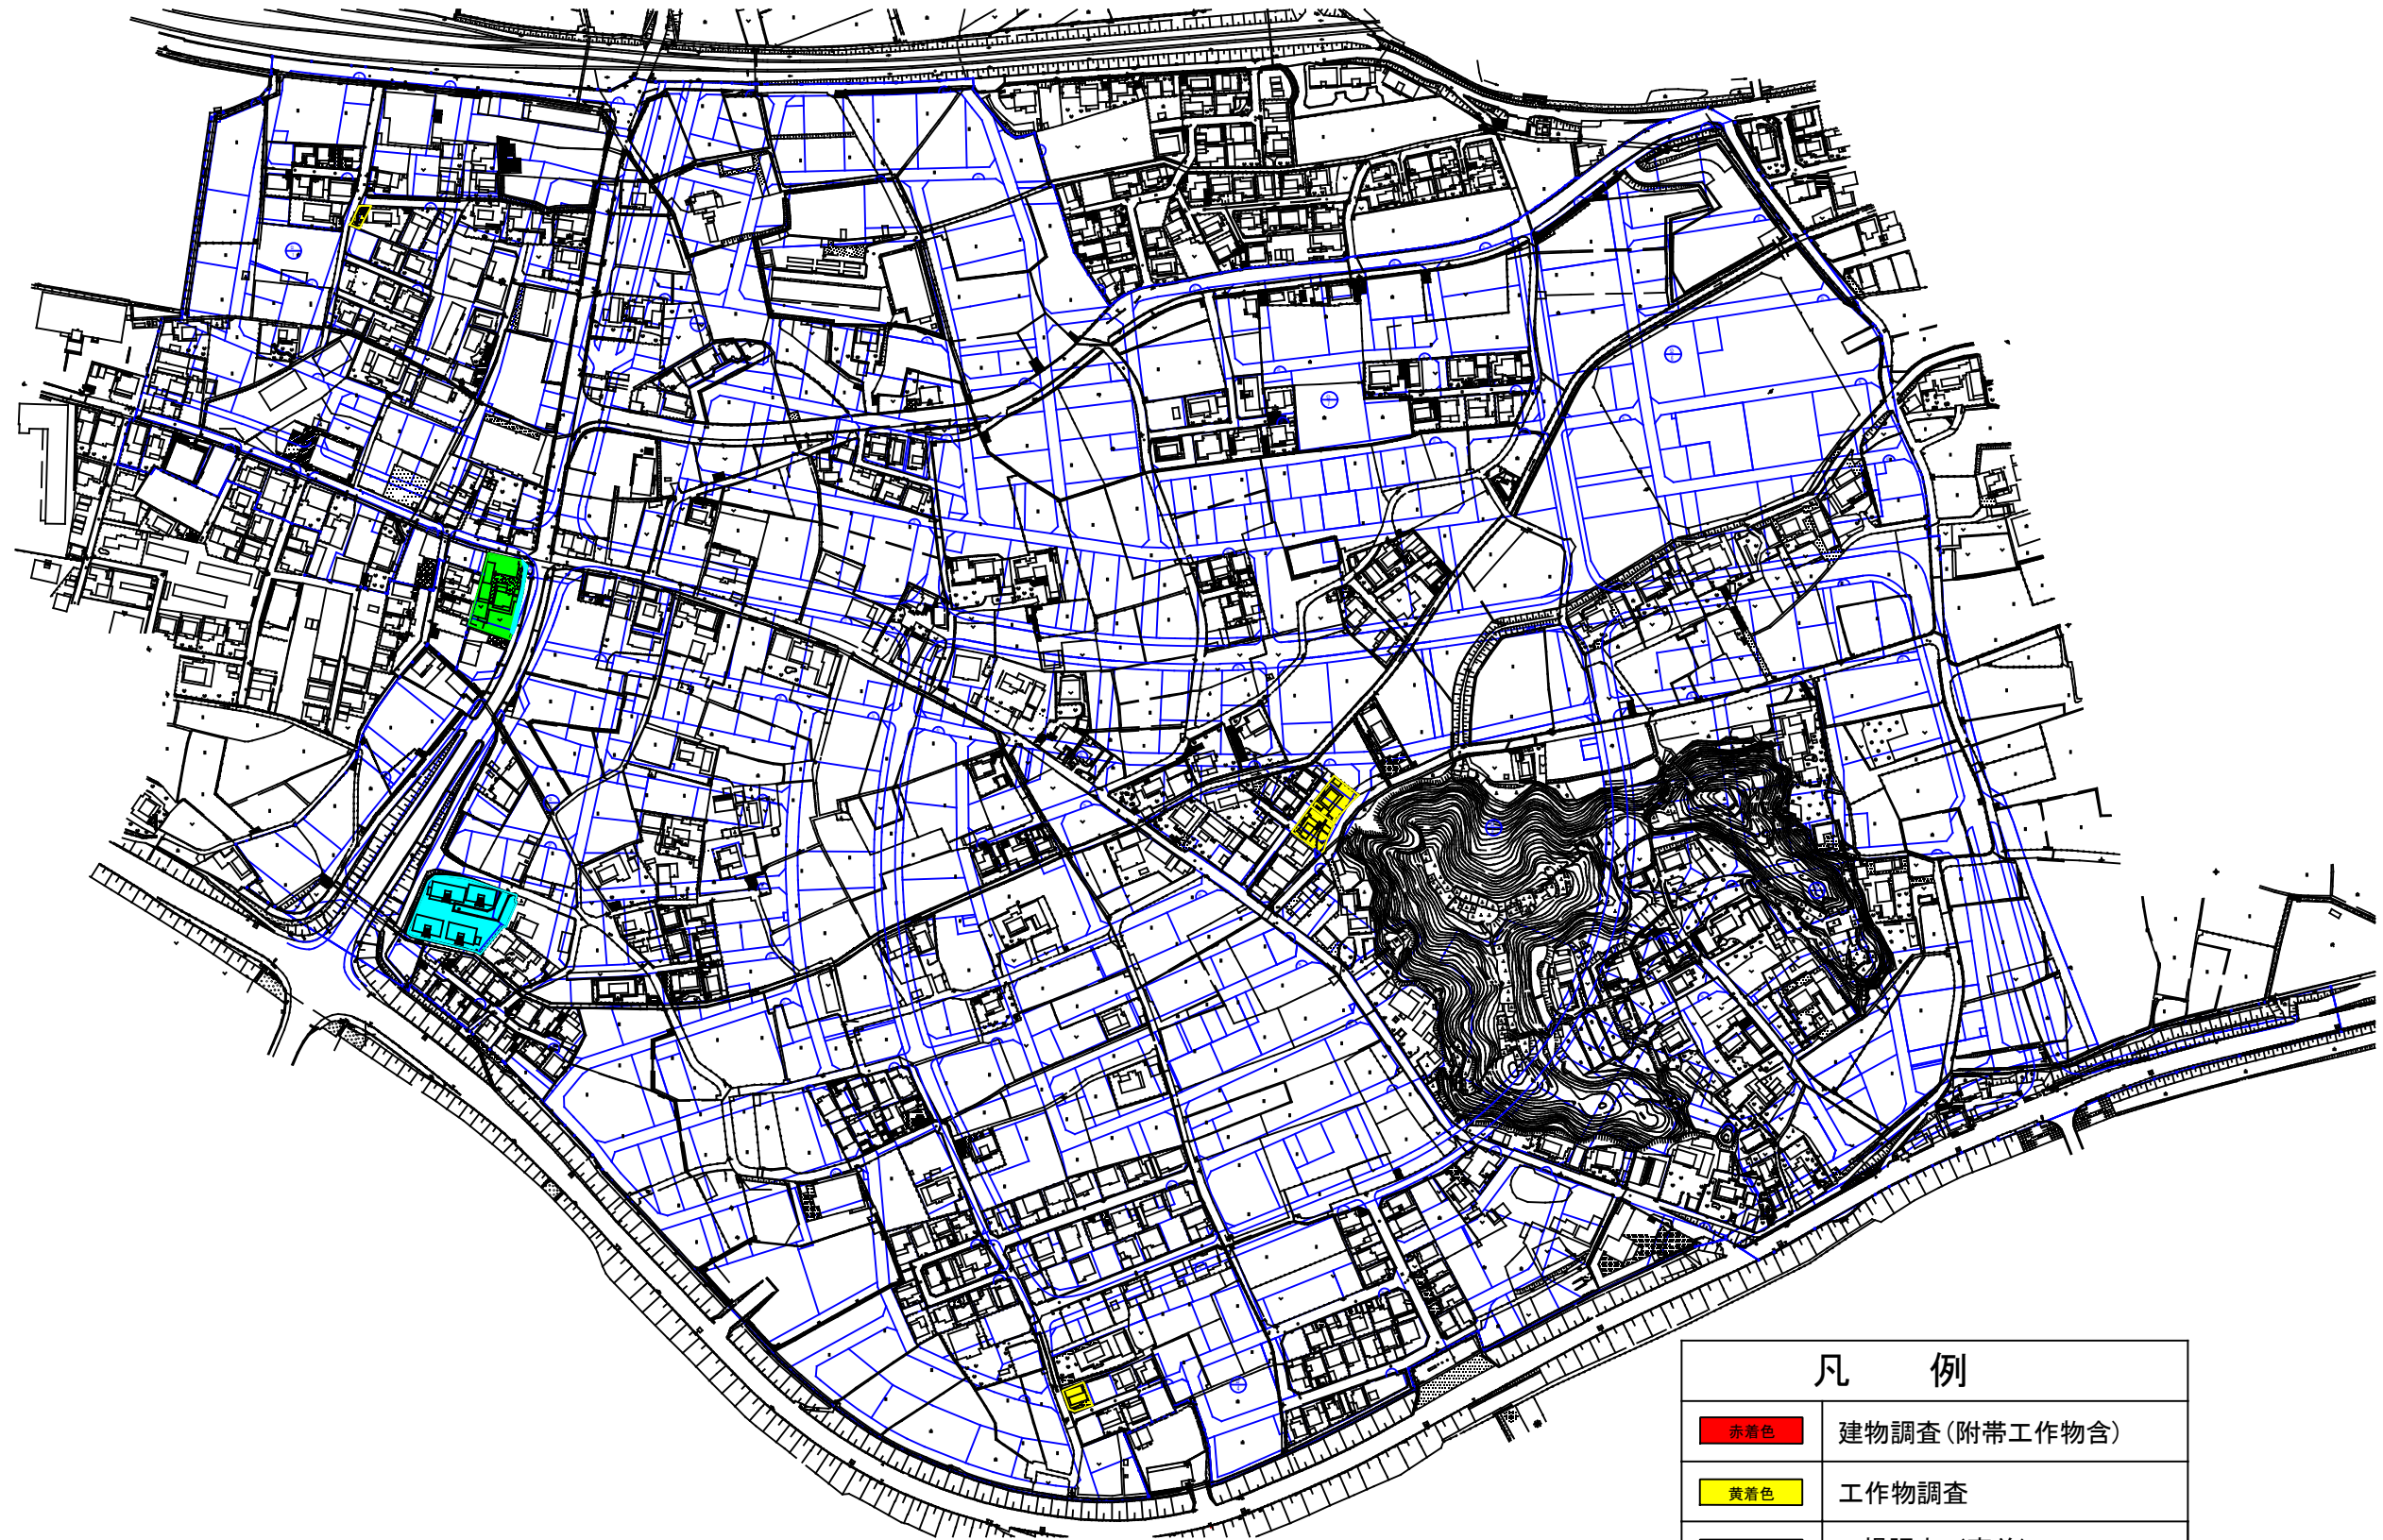 凡　例
赤着色
建物調査(附帯工作物含)
黄着色
工作物調査